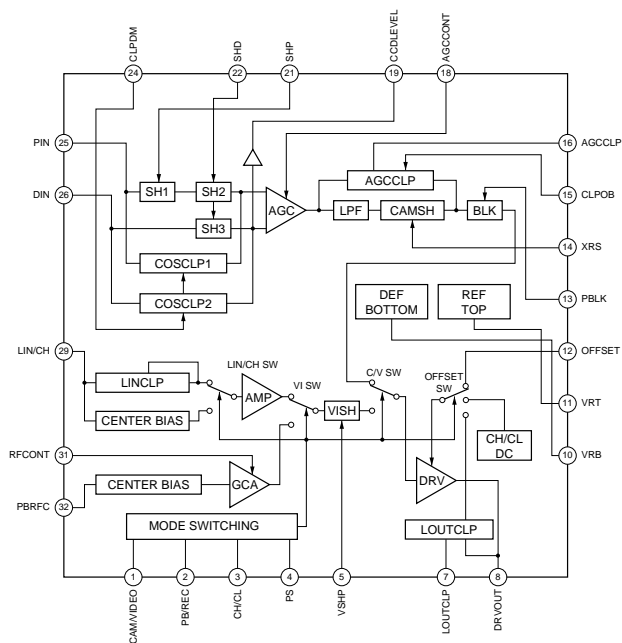 CLPDM
SHD
SHP
CCDLEVEL
AGCCONT
24
22
21
19
18
PIN
25
16
AGCCLP
DIN
26
AGCCLP
15
CLPOB
SH1
SH2
AGC
LPF
CAMSH
BLK
SH3
14
XRS
COSCLP1
COSCLP2
DEF
BOTTOM
REF
TOP
13
PBLK
LIN/CH
29
LIN/CH SW
C/V SW
12
OFFSET
LINCLP
VI SW
OFFSET
SW
AMP
VISH
11
VRT
CENTER BIAS
CH/CL
DC
RFCONT
31
10
VRB
CENTER BIAS
GCA
DRV
PBRFC
32
MODE SWITCHING
LOUTCLP
1
2
3
4
5
7
8
CAM/VIDEO
PB/REC
CH/CL
PS
VSHP
LOUTCLP
DRVOUT